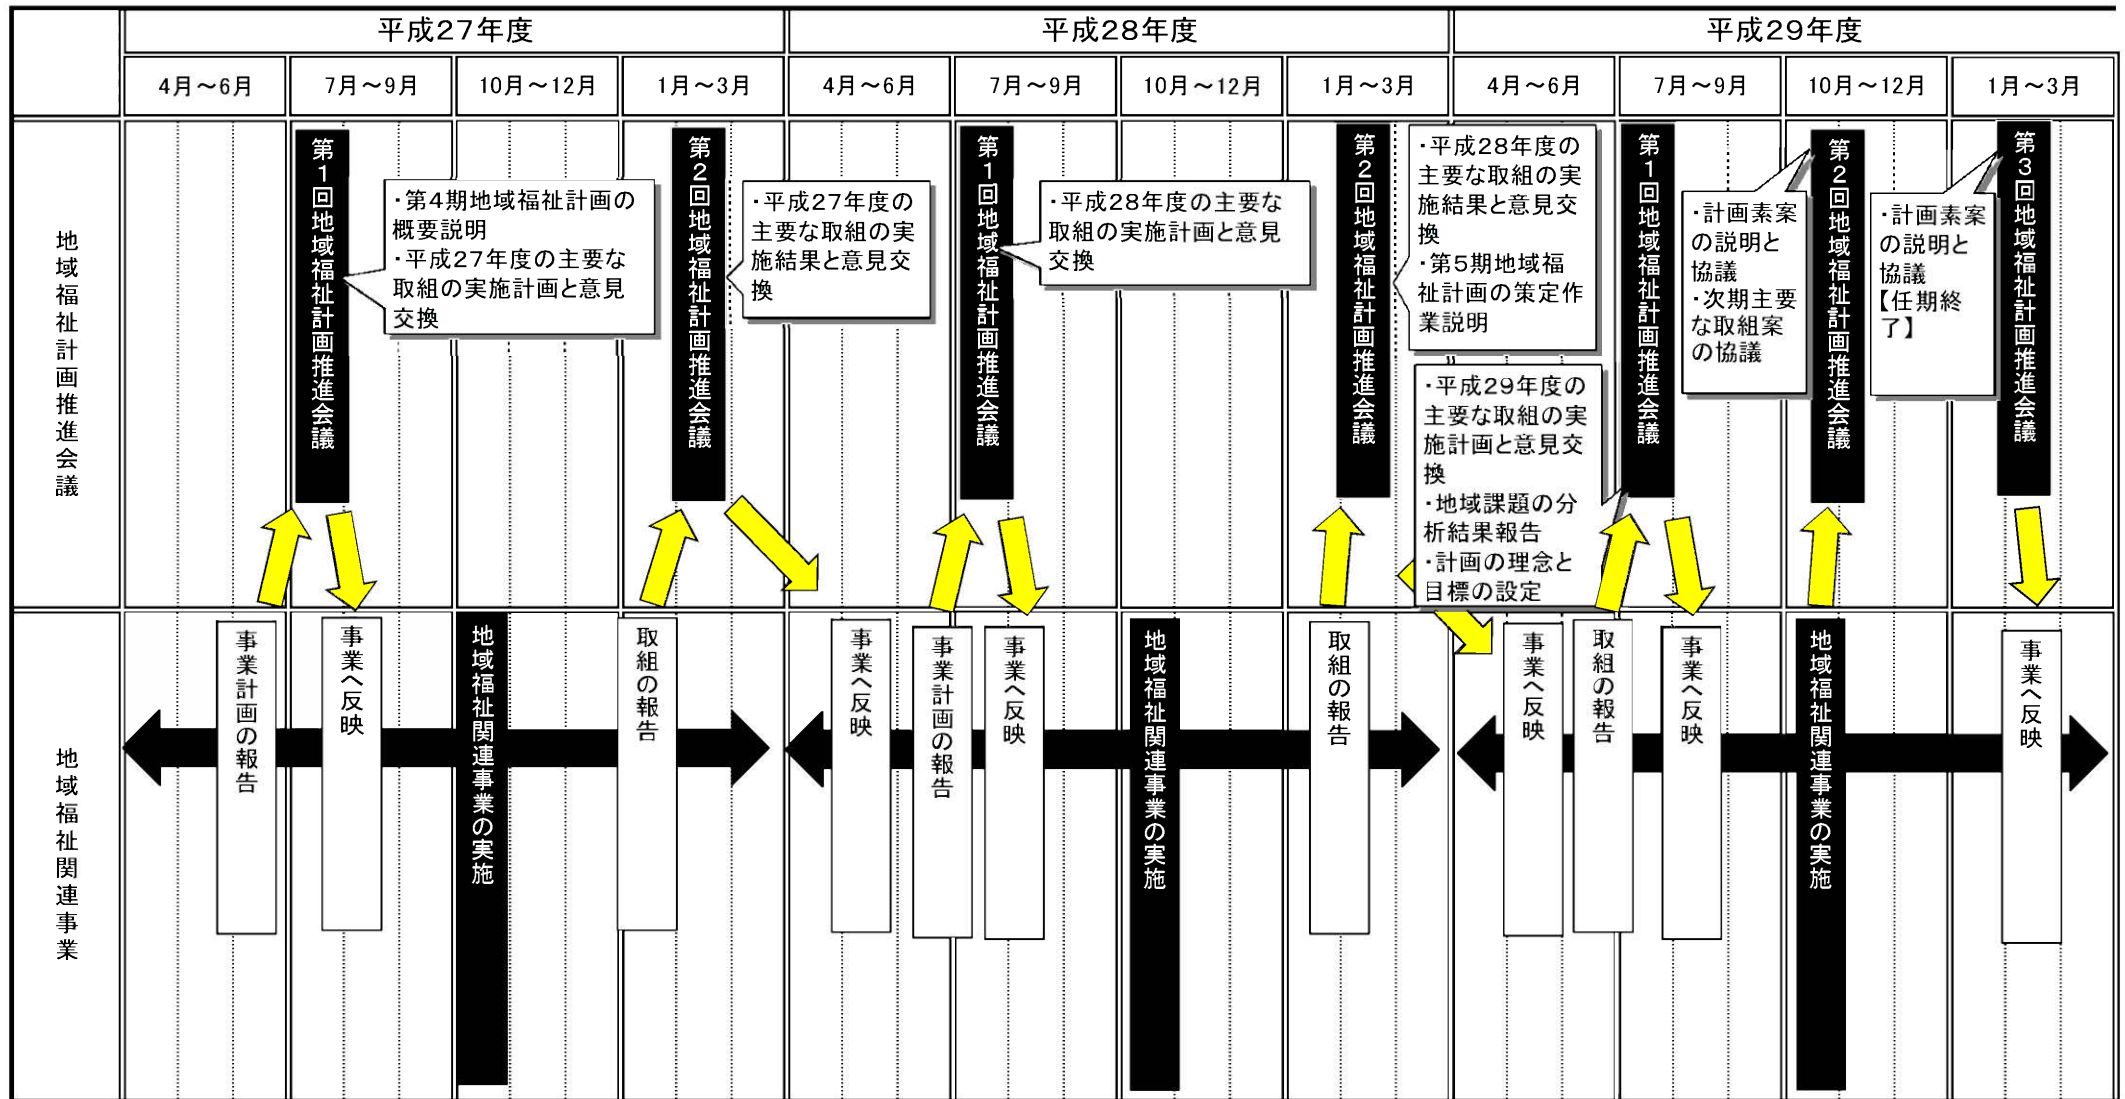 平成27年度
平成28年度
平成29年度
4月～6月
7月～9月
10月～12月
1月～3月
4月～6月
7月～9月
10月～12月
1月～3月
4月～6月
7月～9月
10月～12月
1月～3月
地域福祉計画推進会議
第1回地域福祉計画推進会議
・第4期地域福祉計画の
概要説明
・平成27年度の主要な
取組の実施計画と意見
交換
第2回地域福祉計画推進会議
・平成27年度の
主要な取組の実
施結果と意見交
換
第1回地域福祉計画推進会議
・平成28年度の主要な
取組の実施計画と意見
交換
第2回地域福祉計画推進会議
・平成28年度の
主要な取組の実
施結果と意見交
換
・第5期地域福
祉計画の策定作
業説明
・平成29年度の
主要な取組の実
施計画と意見交
換
・地域課題の分
析結果報告
・計画の理念と
目標の設定
第1回地域福祉計画推進会議
・計画素案
の説明と
協議
・次期主要
な取組案
の協議
第2回地域福祉計画推進会議
・計画素案
の説明と
協議
【任期終
了】
第3回地域福祉計画推進会議
地域福祉関連事業
事業計画の報告
事業へ反映
地域福祉関連事業の実施
取組の報告
事業へ反映
事業計画の報告
事業へ反映
地域福祉関連事業の実施
取組の報告
事業へ反映
取組の報告
事業へ反映
地域福祉関連事業の実施
事業へ反映